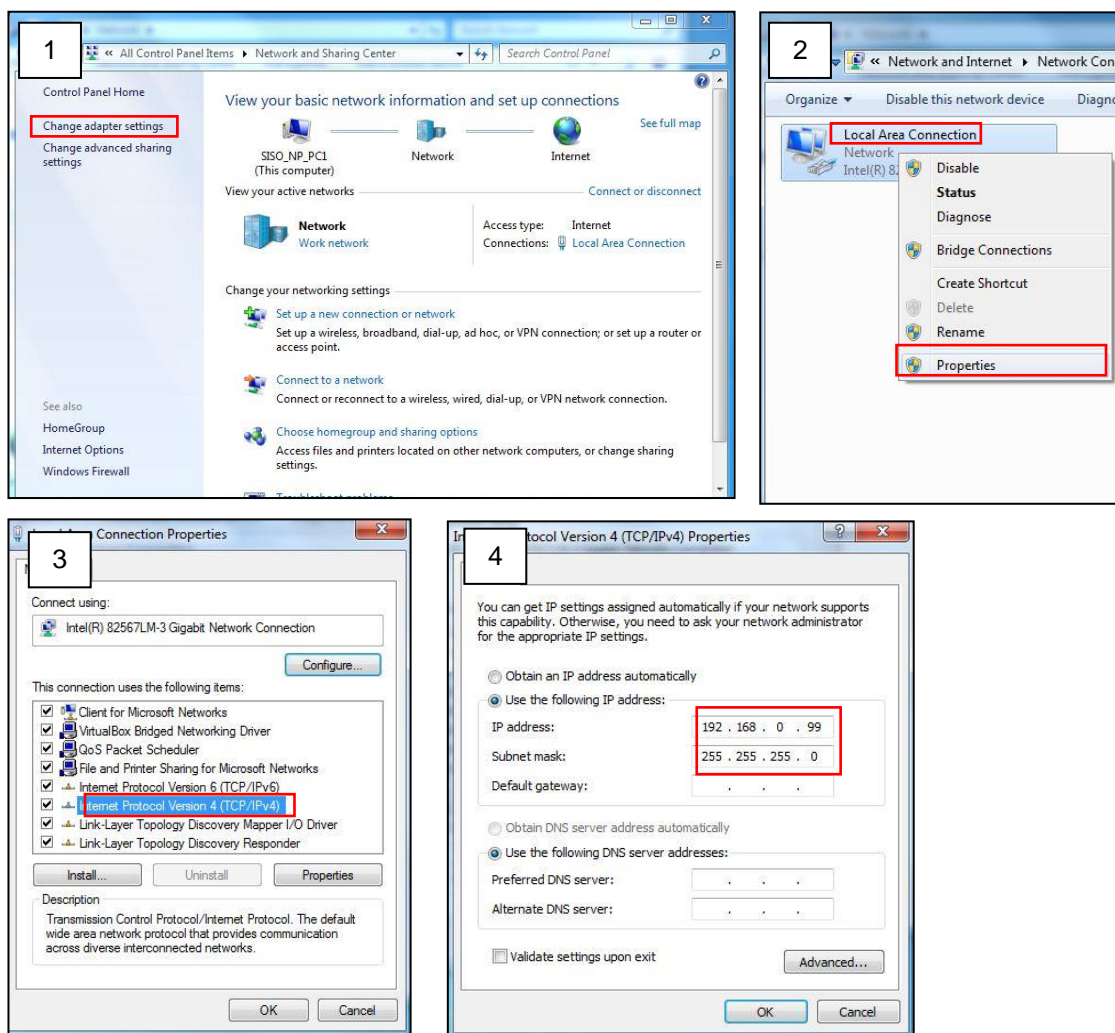 1
« All Control Panel Items ▸ Network and Sharing Center
Search Control Panel
Control Panel Home
Change adapter settings
Change advanced sharing
settings
See also
HomeGroup
Internet Options
Windows Firewall
View your basic network information and set up connections
See full map
SISO_NP_PC1
(This computer)
Network
Internet
View your active networks
Connect or disconnect
Network
Work network
Access type: Internet
Connections: Local Area Connection
Change your networking settings
Set up a new connection or network
Set up a wireless, broadband, dial-up, ad hoc, or VPN connection; or set up a router or
access point.
Connect to a network
Connect or reconnect to a wireless, wired, dial-up, or VPN network connection.
Choose homegroup and sharing options
Access files and printers located on other network computers, or change sharing
settings.
Troubleshoot problems
2
« Network and Internet ▸ Network Con
Organize Disable this network device Diagno
Local Area Connection
Network
Intel(R) 82
Disable
Status
Diagnose
Bridge Connections
Create Shortcut
Delete
Rename
Properties
3
Connection Properties
Connect using:
Intel(R) 82567LM-3 Gigabit Network Connection
Configure...
This connection uses the following items:
Client for Microsoft Networks
VirtualBox Bridged Networking Driver
QoS Packet Scheduler
File and Printer Sharing for Microsoft Networks
Internet Protocol Version 6 (TCP/IPv6)
Internet Protocol Version 4 (TCP/IPv4)
Link-Layer Topology Discovery Mapper I/O Driver
Link-Layer Topology Discovery Responder
Install... Uninstall Properties
Description
Transmission Control Protocol/Internet Protocol. The default
wide area network protocol that provides communication
across diverse interconnected networks.
OK Cancel
4
In tocol Version 4 (TCP/IPv4) Properties
You can get IP settings assigned automatically if your network supports
this capability. Otherwise, you need to ask your network administrator
for the appropriate IP settings.
Obtain an IP address automatically
Use the following IP address:
IP address: 192 . 168 . 0 . 99
Subnet mask: 255 . 255 . 255 . 0
Default gateway: . . .
Obtain DNS server address automatically
Use the following DNS server addresses:
Preferred DNS server: . . .
Alternate DNS server: . . .
Validate settings upon exit
Advanced...
OK Cancel